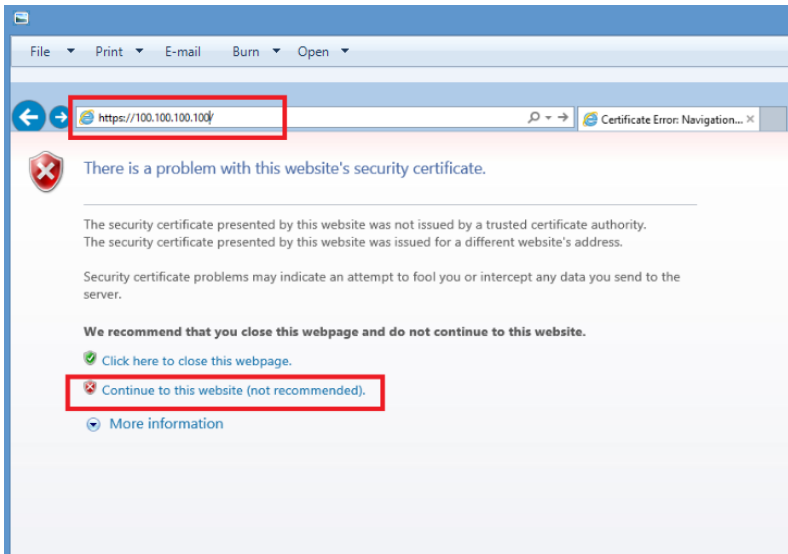 File Print E-mail Burn Open
https://100.100.100.100/
Certificate Error: Navigation...
There is a problem with this website's security certificate.
The security certificate presented by this website was not issued by a trusted certificate authority.
The security certificate presented by this website was issued for a different website's address.
Security certificate problems may indicate an attempt to fool you or intercept any data you send to the
server.
We recommend that you close this webpage and do not continue to this website.
Click here to close this webpage.
Continue to this website (not recommended).
More information